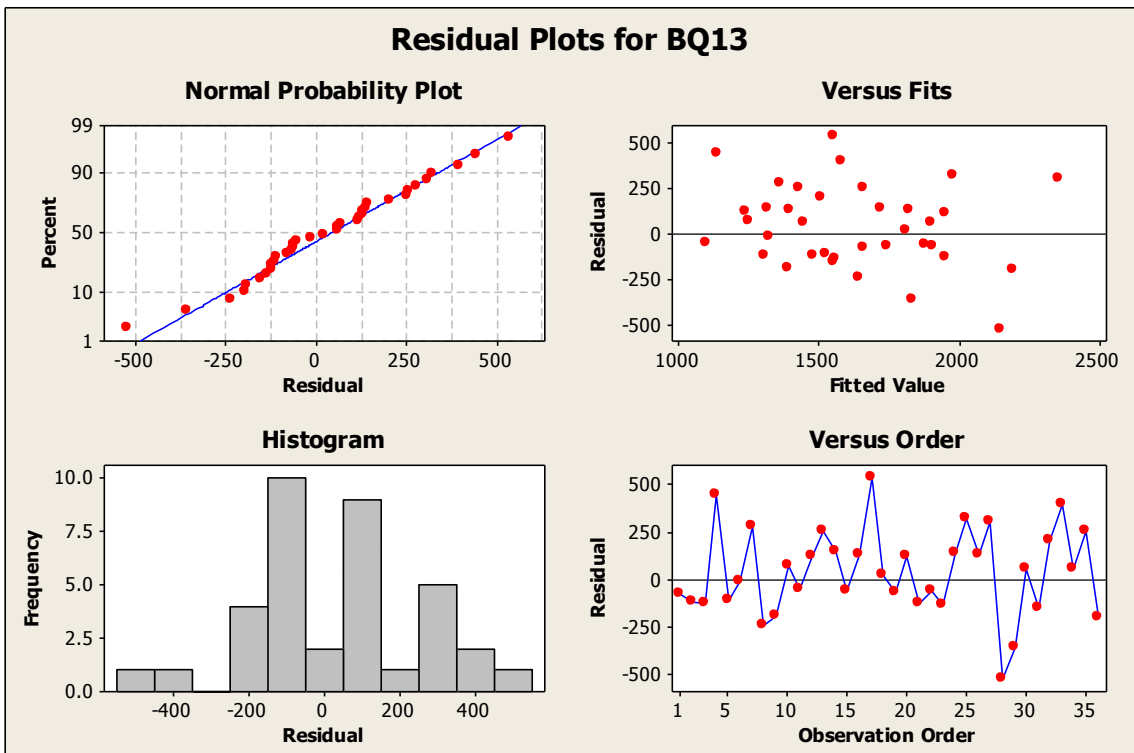 Residual Plots for BQ13
Normal Probability Plot
99
90
50
10
1
Percent
-500 -250 0 250 500
Residual
Versus Fits
500
250
0
-250
-500
Residual
1000 1500 2000 2500
Fitted Value
Histogram
10.0
7.5
5.0
2.5
0.0
Frequency
-400 -200 0 200 400
Residual
Versus Order
500
250
0
-250
-500
Residual
1 5 10 15 20 25 30 35
Observation Order